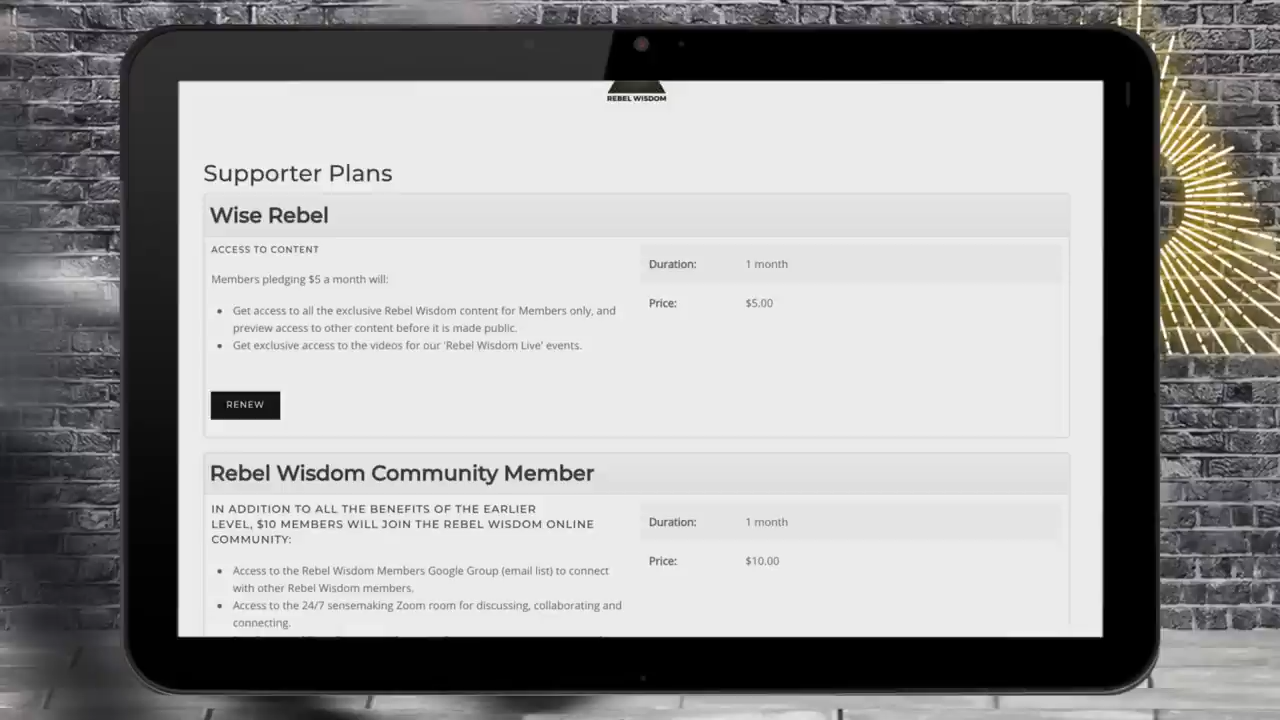 REBEL WISDOM
Supporter Plans
Wise Rebel
ACCESS TO CONTENT
Members pledging $5 a month will:
• Get access to all the exclusive Rebel Wisdom content for Members only, and
preview access to other content before it is made public.
• Get exclusive access to the videos for our 'Rebel Wisdom Live' events.
RENEW
Duration: 1 month
Price: $5.00
Rebel Wisdom Community Member
IN ADDITION TO ALL THE BENEFITS OF THE EARLIER
LEVEL, $10 MEMBERS WILL JOIN THE REBEL WISDOM ONLINE
COMMUNITY:
• Access to the Rebel Wisdom Members Google Group (email list) to connect
with other Rebel Wisdom members.
• Access to the 24/7 sensemaking Zoom room for discussing, collaborating and
connecting.
Duration: 1 month
Price: $10.00